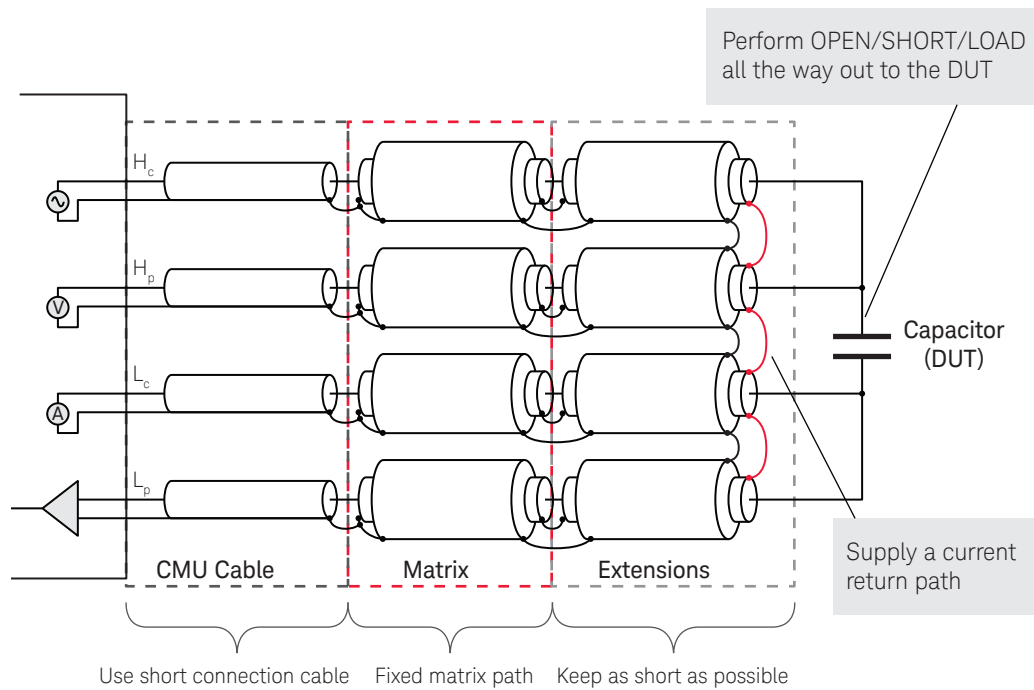 Perform OPEN/SHORT/LOAD
all the way out to the DUT
Hc
Hp
V
Capacitor
(DUT)
Lc
A
Lp
CMU Cable
Matrix
Extensions
Supply a current
return path
Use short connection cable
Fixed matrix path
Keep as short as possible